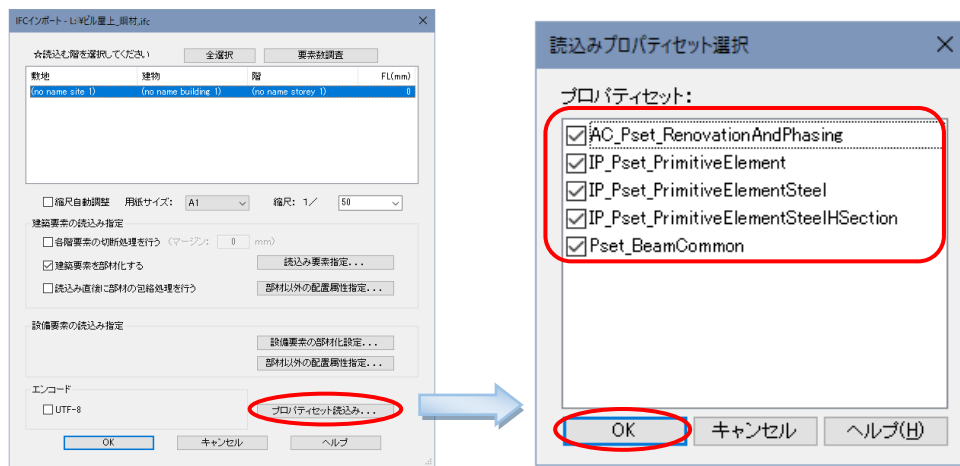 IFCインポート - L:¥ビル屋上_鋼材.ifc
☆読込む階を選択してください 全選択 要素数調査
敷地 建物 階 FL(mm)
(no name site 1) (no name building 1) (no name storey 1) 0
縮尺自動調整 用紙サイズ: A1 縮尺: 1/ 50
建築要素の読込み指定
各階要素の切断処理を行う (マージン: 0 mm)
建築要素を部材化する 読込み要素指定...
読込み直後に部材の包絡処理を行う 部材以外の配置属性指定...
設備要素の読込み指定
設備要素の部材化設定...
部材以外の配置属性指定...
エンコード
UTF-8 プロパティセット読込み...
OK キャンセル ヘルプ
読込みプロパティセット選択
プロパティセット:
AC_Pset_RenovationAndPhasing
IP_Pset_PrimitiveElement
IP_Pset_PrimitiveElementSteel
IP_Pset_PrimitiveElementSteelHSection
Pset_BeamCommon
OK キャンセル ヘルプ(H)